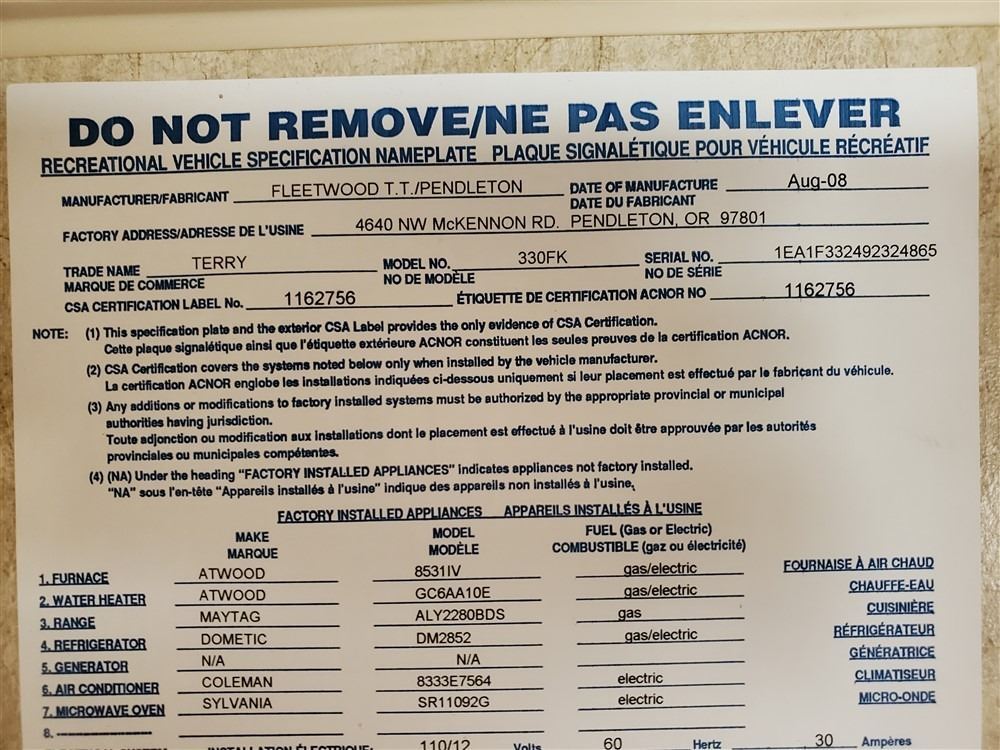 DO NOT REMOVE/NE PAS ENLEVER
RECREATIONAL VEHICLE SPECIFICATION NAMEPLATE PLAQUE SIGNALÉTIQUE POUR VÉHICULE RÉCRÉATIF
MANUFACTURER/FABRICANT FLEETWOOD T.T./PENDLETON DATE OF MANUFACTURE Aug-08
DATE DU FABRICANT
FACTORY ADDRESS/ADRESSE DE L'USINE 4640 NW McKENNON RD. PENDLETON, OR 97801
TRADE NAME TERRY MODEL NO. 330FK SERIAL NO. 1EA1F332492324865
MARQUE DE COMMERCE NO DE MODÈLE NO DE SÉRIE
CSA CERTIFICATION LABEL No. 1162756 ÉTIQUETTE DE CERTIFICATION ACNOR NO 1162756
NOTE: (1) This specification plate and the exterior CSA Label provides the only evidence of CSA Certification.
Cette plaque signalétique ainsi que l'étiquette extérieure ACNOR constituent les seules preuves de la certification ACNOR.
(2) CSA Certification covers the systems noted below only when installed by the vehicle manufacturer.
La certification ACNOR englobe les installations indiquées ci-dessous uniquement si leur placement est effectué par le fabricant du véhicule.
(3) Any additions or modifications to factory installed systems must be authorized by the appropriate provincial or municipal
authorities having jurisdiction.
Toute adjonction ou modification aux installations dont le placement est effectué à l'usine doit être approuvée par les autorités
provinciales ou municipales compétantes.
(4) (NA) Under the heading "FACTORY INSTALLED APPLIANCES" indicates appliances not factory installed.
"NA" sous l'en-tête "Appareils installés à l'usine" indique des appareils non installés à l'usine.
FACTORY INSTALLED APPLIANCES APPAREILS INSTALLÉS À L'USINE
MAKE MODEL FUEL (Gas or Electric)
MARQUE MODÈLE COMBUSTIBLE (gaz ou électricité)
1. FURNACE ATWOOD 8531IV gas/electric FOURNAISE À AIR CHAUD
2. WATER HEATER ATWOOD GC6AA10E gas/electric CHAUFFE-EAU
3. RANGE MAYTAG ALY2280BDS gas CUISINIÈRE
4. REFRIGERATOR DOMETIC DM2852 gas/electric RÉFRIGÉRATEUR
5. GENERATOR N/A N/A GÉNÉRATRICE
6. AIR CONDITIONER COLEMAN 8333E7564 electric CLIMATISEUR
7. MICROWAVE OVEN SYLVANIA SR11092G electric MICRO-ONDE
8.
INSTALLATION ÉLECTRIQUE: 110/12 Volts 60 Hertz 30 Ampères